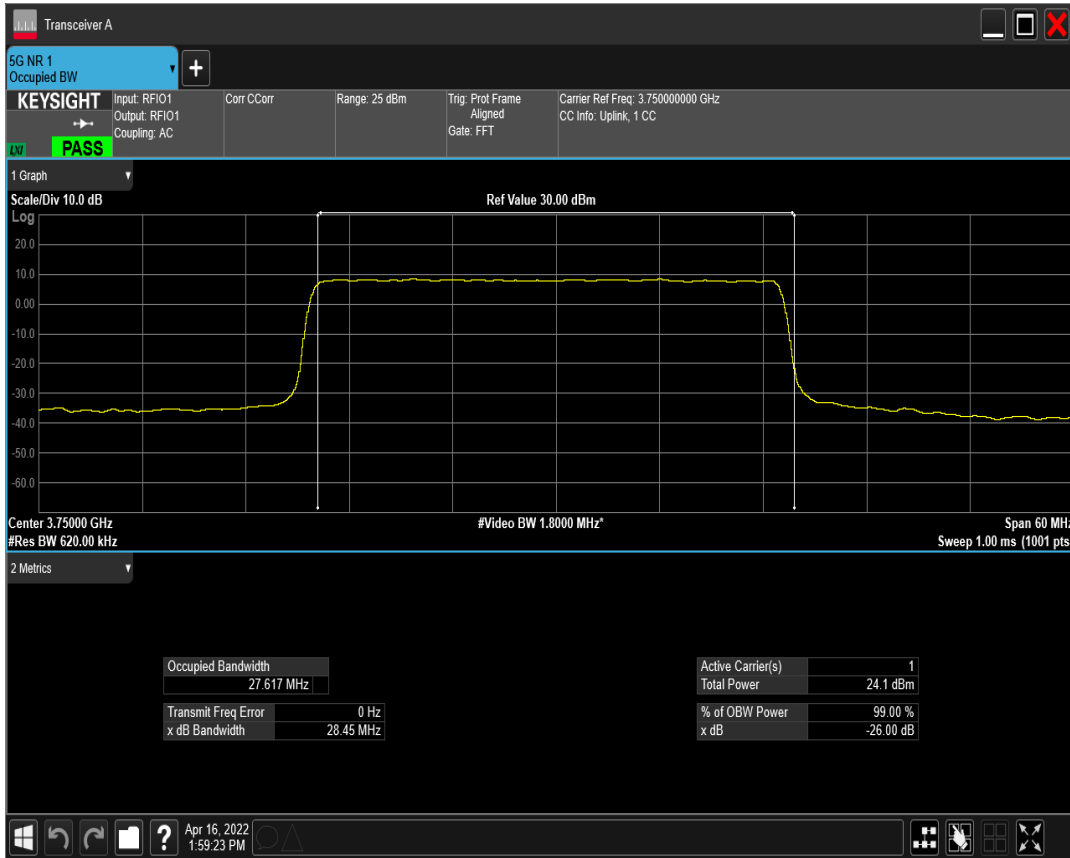 Transceiver A
5G NR 1
Occupied BW
KEYSIGHT
LXI
PASS
Input: RFIO1
Output: RFIO1
Coupling: AC
Corr CCorr
Range: 25 dBm
Trig: Prot Frame
Aligned
Gate: FFT
Carrier Ref Freq: 3.750000000 GHz
CC Info: Uplink, 1 CC
1 Graph
Scale/Div 10.0 dB
Ref Value 30.00 dBm
Log
20.0
10.0
0.00
-10.0
-20.0
-30.0
-40.0
-50.0
-60.0
Center 3.75000 GHz
#Video BW 1.8000 MHz*
Span 60 MHz
#Res BW 620.00 kHz
Sweep 1.00 ms (1001 pts
2 Metrics
Occupied Bandwidth
27.617 MHz
Transmit Freq Error 0 Hz
x dB Bandwidth 28.45 MHz
Active Carrier(s) 1
Total Power 24.1 dBm
% of OBW Power 99.00 %
x dB -26.00 dB
?
Apr 16, 2022
1:59:23 PM